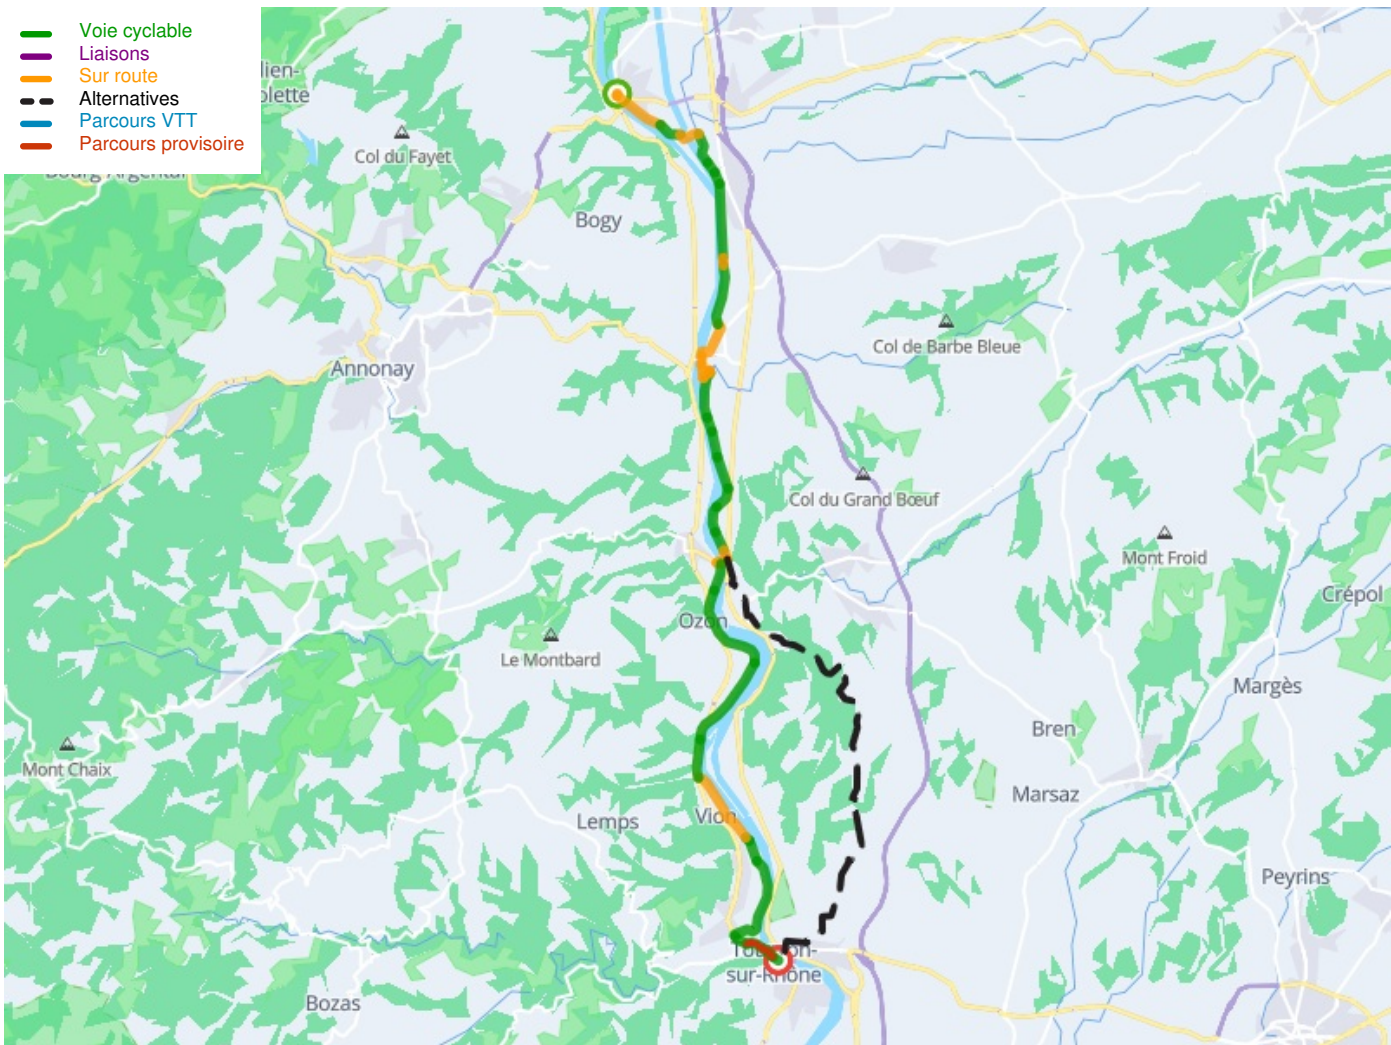 Voie cyclable
Liaisons
Sur route
Alternatives
Parcours VTT
Parcours provisoire
Col du Fayet
Bogy
Col de Barbe Bleue
Annonay
Col du Grand Bœuf
Mont Froid
Crépol
Ozon
Le Montbard
Margès
Bren
Mont Chaix
Marsaz
Vion
Lemps
Peyrins
sur-Rhône
Bozas